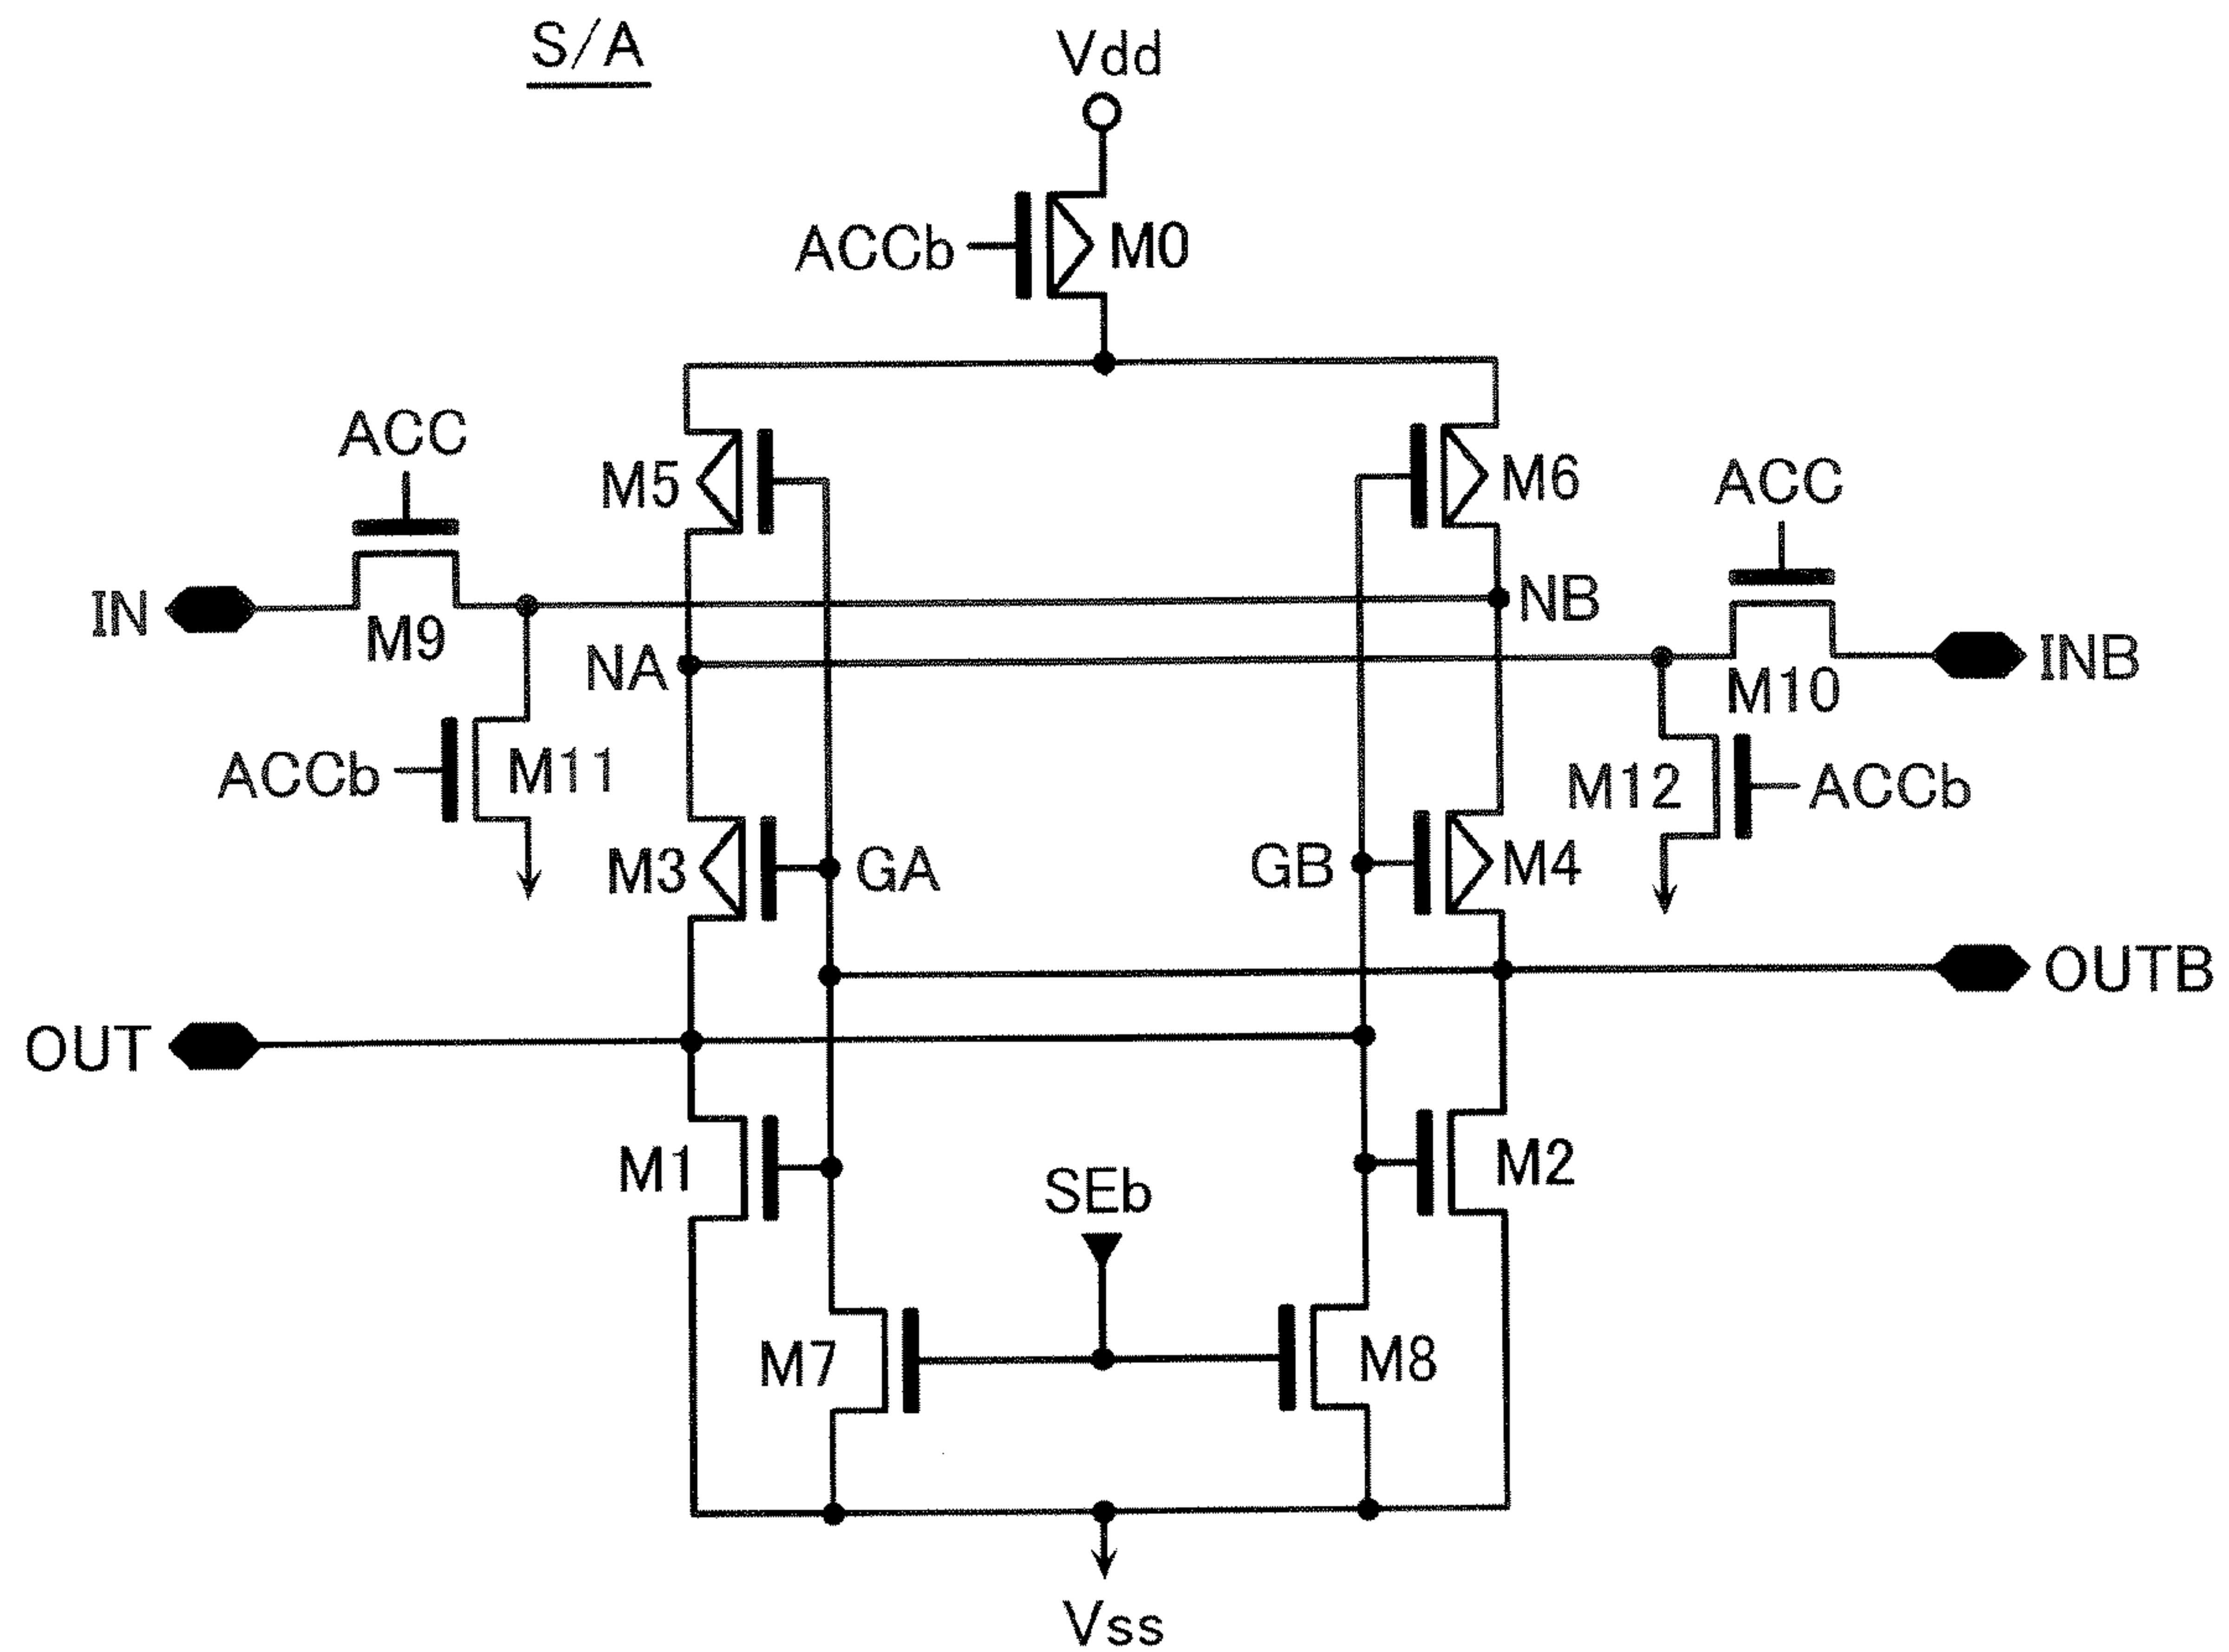 S/A
Vdd
ACCb
M0
ACC
M5
M6
ACC
IN
M9
NB
NA
INB
M10
ACCb
M11
M12
ACCb
M3
GA
GB
M4
OUTB
OUT
M1
SEb
M2
M7
M8
Vss